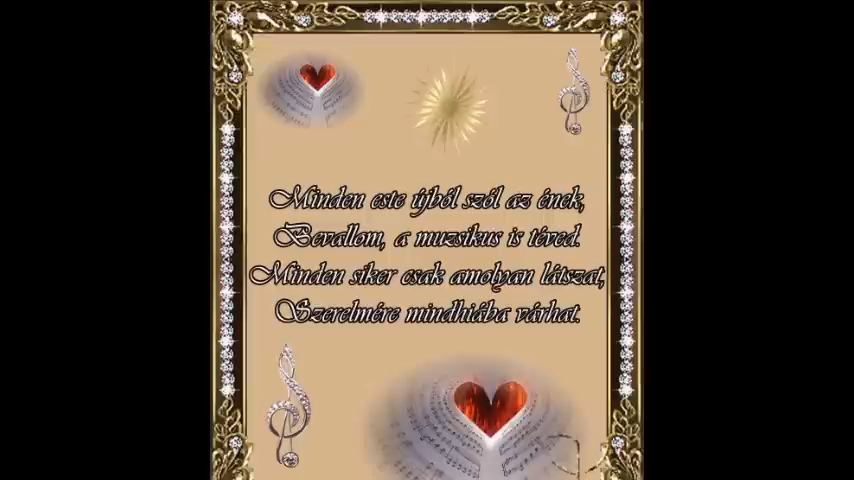 Minden este újból szól az ének,
Bevallom, a muzsikus is téved.
Minden siker csak amolyan látszat,
Szerelmére mindhiába várhat.